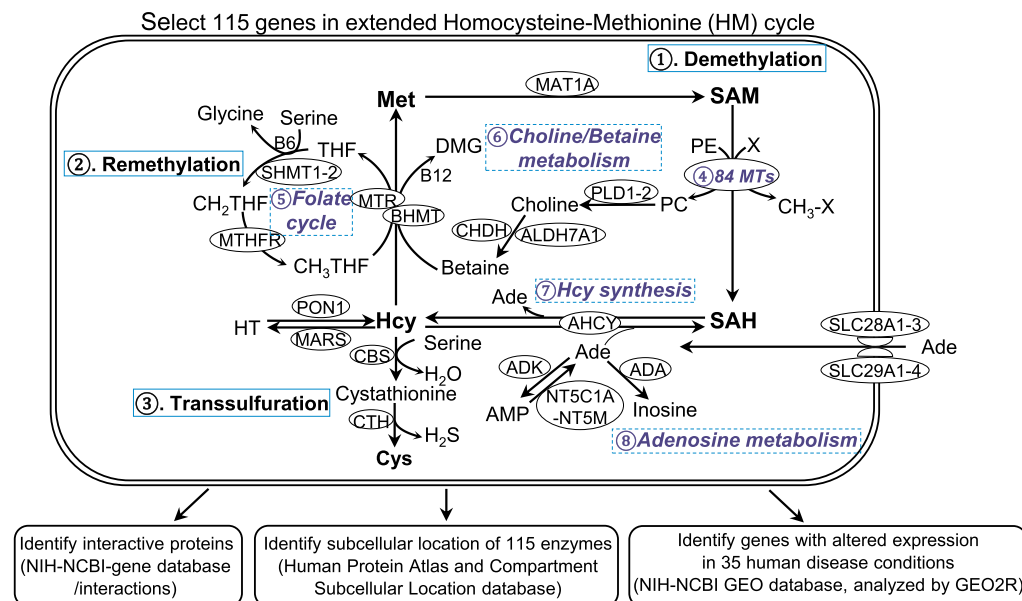 Select 115 genes in extended Homocysteine-Methionine (HM) cycle
①. Demethylation
MAT1A
Met
SAM
Glycine
Serine
B6
THF
DMG
B12
⑥Choline/Betaine
metabolism
PE
X
②. Remethylation
SHMT1-2
④84 MTs
CH2THF
⑤Folate
cycle
MTR
BHMT
Choline
PLD1-2
PC
CH3-X
MTHFR
CHDH
ALDH7A1
CH3THF
Betaine
⑦Hcy synthesis
Ade
PON1
HT
Hcy
AHCY
SAH
SLC28A1-3
MARS
Serine
Ade
Ade
CBS
H2O
ADK
ADA
SLC29A1-4
Cystathionine
③. Transsulfuration
AMP
NT5C1A
-NT5M
Inosine
CTH
H2S
⑧Adenosine metabolism
Cys
Identify interactive proteins
(NIH-NCBI-gene database
/interactions)
Identify subcellular location of 115 enzymes
(Human Protein Atlas and Compartment
Subcellular Location database)
Identify genes with altered expression
in 35 human disease conditions
(NIH-NCBI GEO database, analyzed by GEO2R)